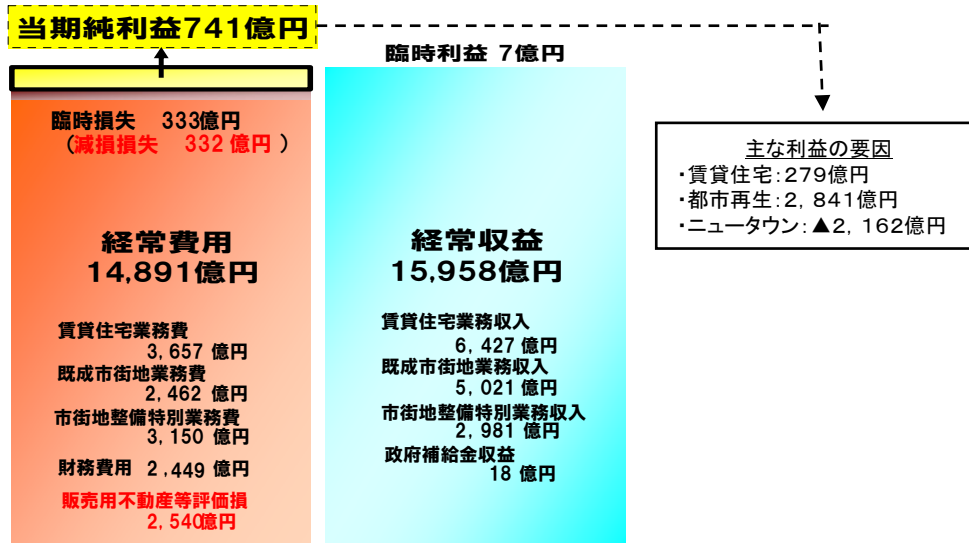 当期純利益741億円
臨時損失 333億円
(減損損失 332億円)
経常費用
14,891億円
賃貸住宅業務費
3,657 億円
既成市街地業務費
2,462 億円
市街地整備特別業務費
3,150 億円
財務費用 2,449 億円
販売用不動産等評価損
2,540億円
臨時利益 7億円
経常収益
15,958億円
賃貸住宅業務収入
6,427 億円
既成市街地業務収入
5,021 億円
市街地整備特別業務収入
2,981 億円
政府補給金収益
18 億円
主な利益の要因
・賃貸住宅:279億円
・都市再生:2,841億円
・ニュータウン:▲2,162億円